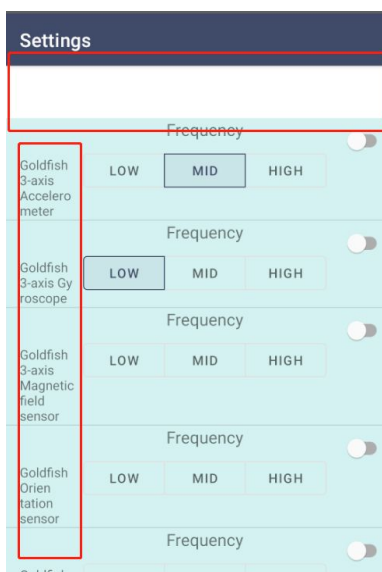 Settings
Frequency
Goldfish
3-axis
Accelero
meter
LOW MID HIGH
Frequency
Goldfish
3-axis Gy
roscope
LOW MID HIGH
Frequency
Goldfish
3-axis
Magnetic
field
sensor
LOW MID HIGH
Frequency
Goldfish
Orien
tation
sensor
LOW MID HIGH
Frequency